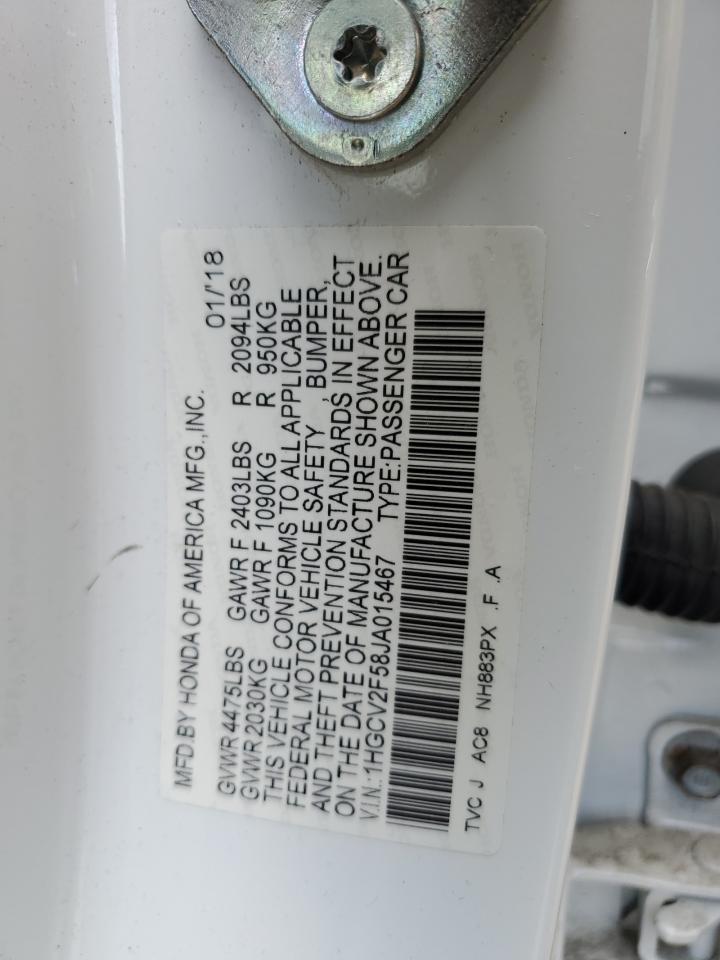 MFD.BY HONDA OF AMERICA MFG.,INC. 01/'18
GVWR 4475LBS GAWR F 2403LBS R 2094LBS
GVWR 2030KG GAWR F 1090KG R 950KG
THIS VEHICLE CONFORMS TO ALL APPLICABLE
FEDERAL MOTOR VEHICLE SAFETY , BUMPER,
AND THEFT PREVENTION STANDARDS IN EFFECT
ON THE DATE OF MANUFACTURE SHOWN ABOVE.
V.I.N.:1HGCV2F58JA015467 TYPE:PASSENGER CAR
TVC J AC8 NH883PX .F .A